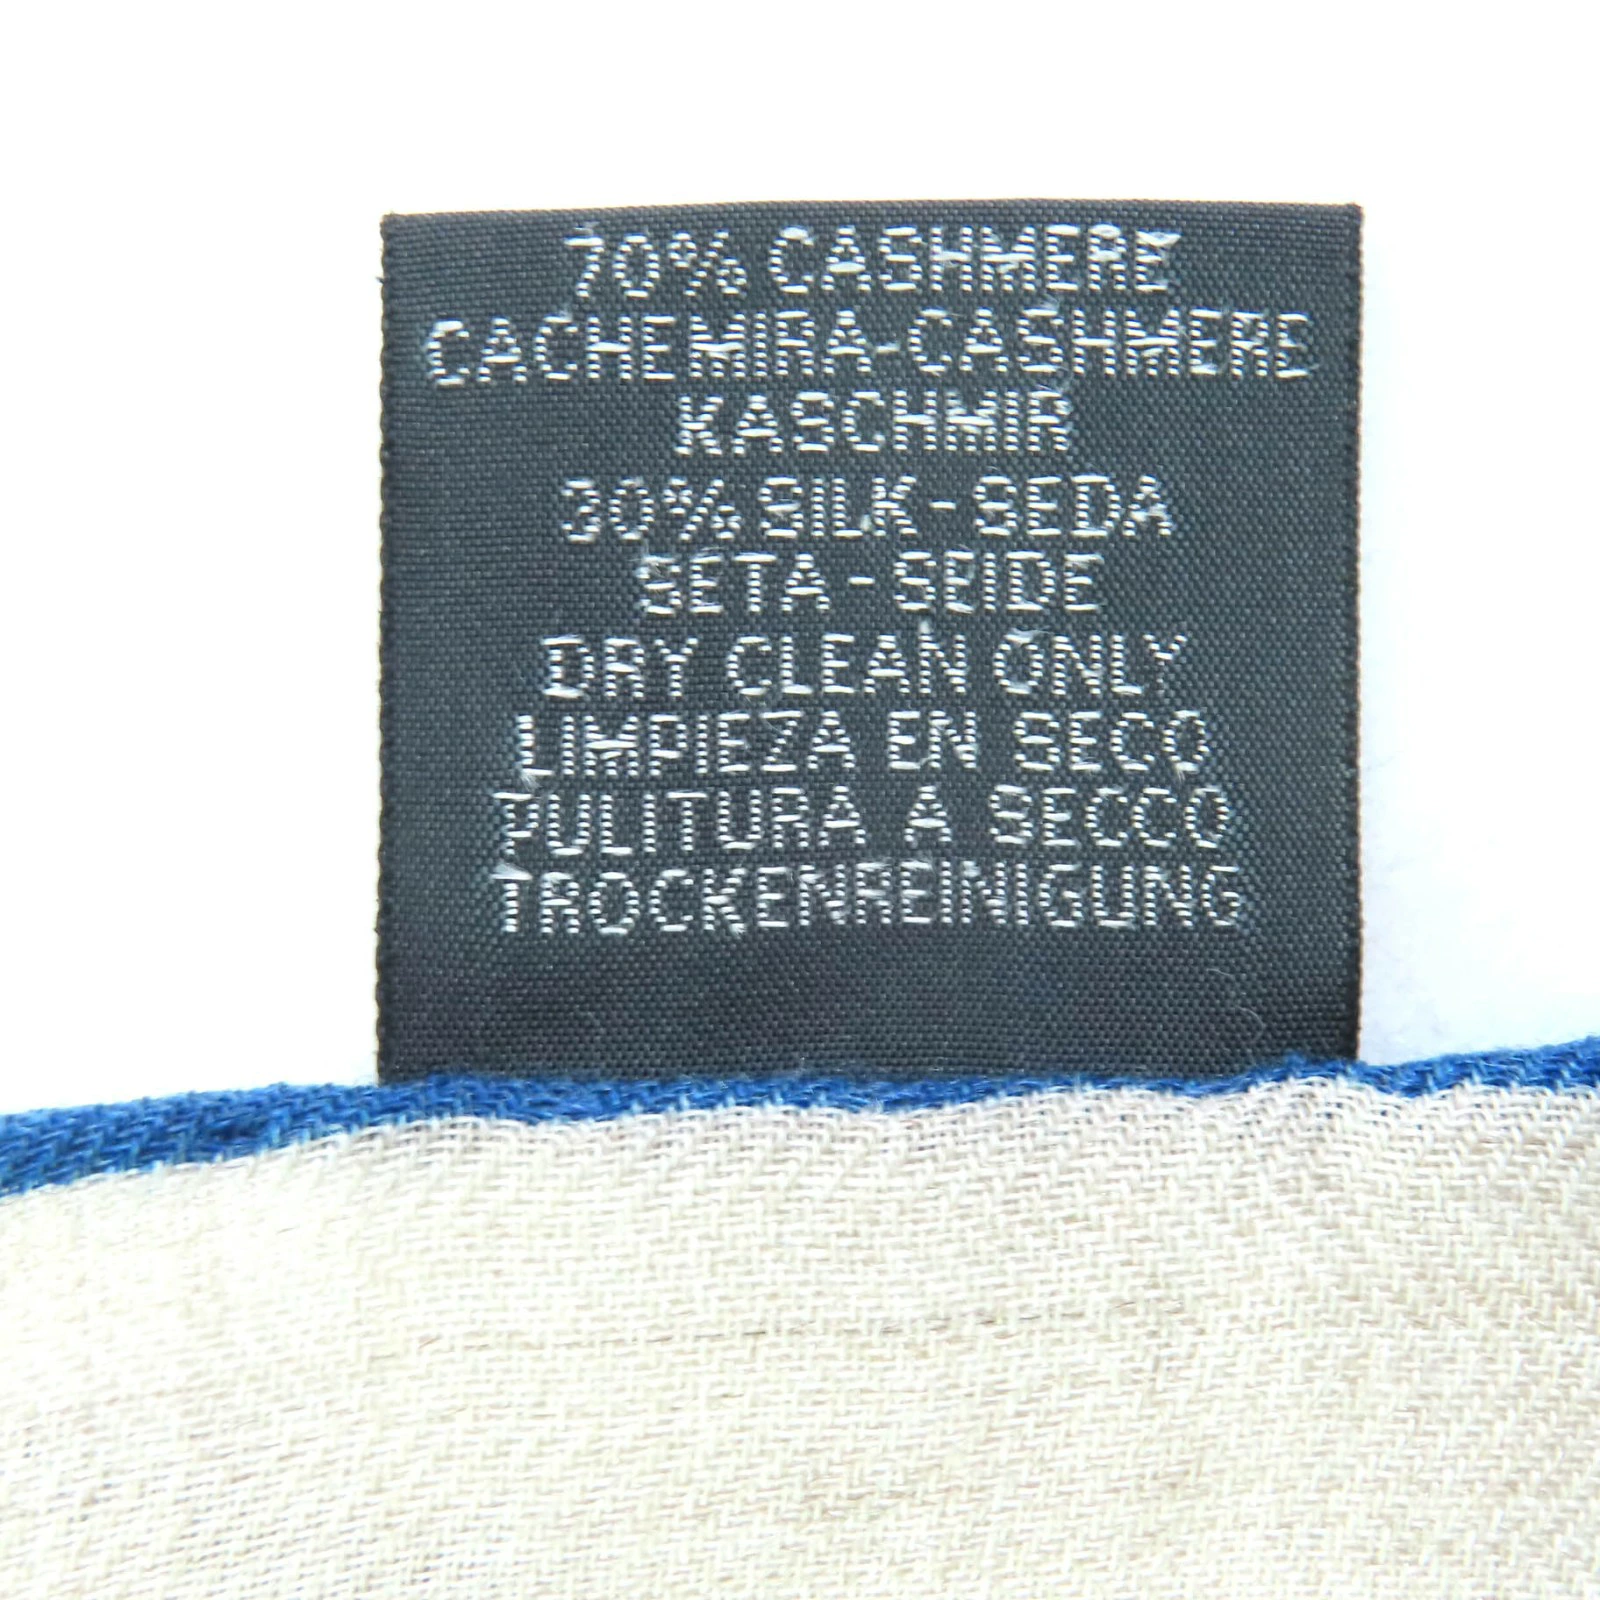 70% CASHMERE
CACHEMIRA-CASHMERE
KASCHMIR
30% SILK - SEDA
SETA - SEIDE
DRY CLEAN ONLY
LIMPIEZA EN SECO
PULITURA A SECCO
TROCKENREINIGUNG